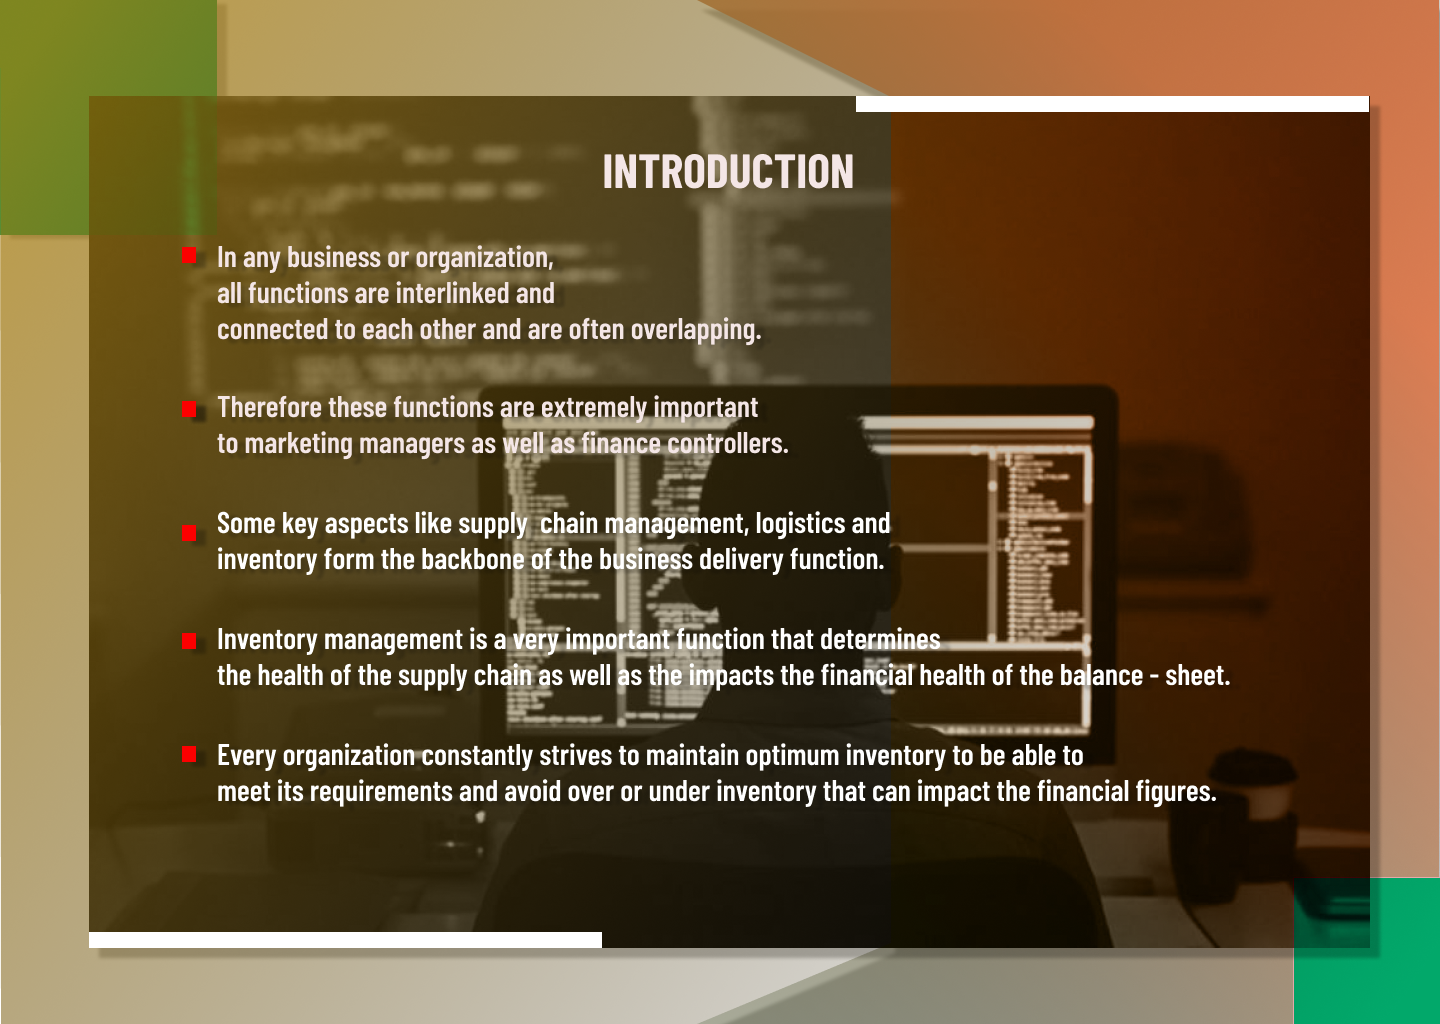 INTRODUCTION
In any business or organization,
all functions are interlinked and
connected to each other and are often overlapping.
Therefore these functions are extremely important
to marketing managers as well as finance controllers.
Some key aspects like supply  chain management, logistics and
inventory form the backbone of the business delivery function.
Inventory management is a very important function that determines
the health of the supply chain as well as the impacts the financial health of the balance - sheet.
Every organization constantly strives to maintain optimum inventory to be able to
meet its requirements and avoid over or under inventory that can impact the financial figures.